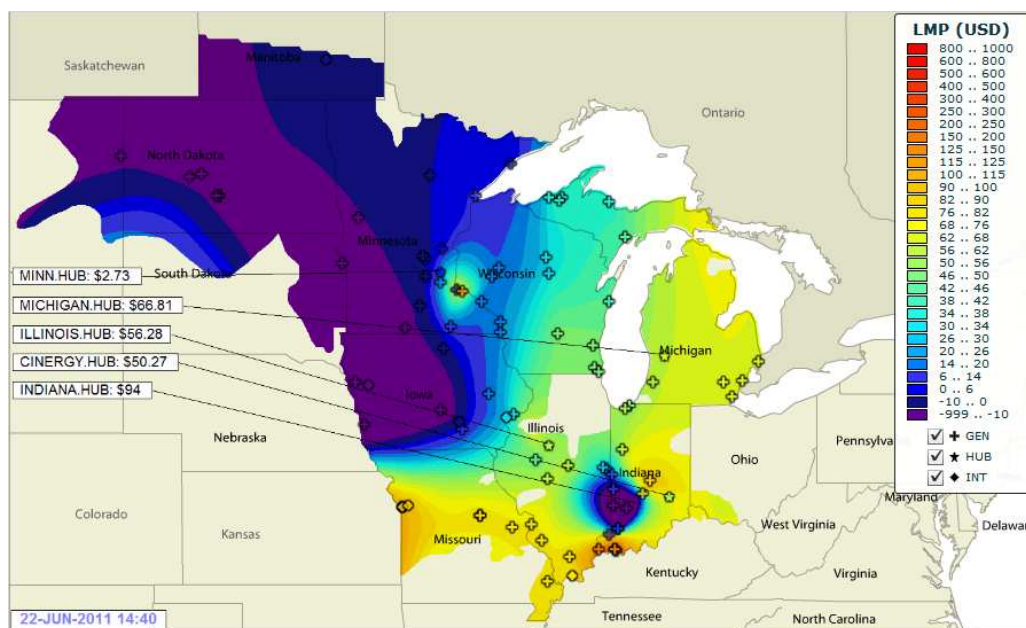 LMP (USD)
800 .. 1000
600 .. 800
500 .. 600
400 .. 500
300 .. 400
250 .. 300
200 .. 250
150 .. 200
125 .. 150
115 .. 125
100 .. 115
90 .. 100
82 .. 90
76 .. 82
68 .. 76
62 .. 68
56 .. 62
50 .. 56
46 .. 50
42 .. 46
38 .. 42
34 .. 38
30 .. 34
26 .. 30
20 .. 26
14 .. 20
6 .. 14
0 .. 6
-10 .. 0
-999 .. -10
GEN
HUB
INT
Saskatchewan
Manitoba
Ontario
North Dakota
Minnesota
South Dakota
Wisconsin
MINN.HUB: $2.73
MICHIGAN.HUB: $66.81
ILLINOIS.HUB: $56.28
CINERGY.HUB: $50.27
INDIANA.HUB: $94
Michigan
Iowa
Nebraska
Illinois
Indiana
Ohio
Pennsylva
Maryland
Delawar
Colorado
Kansas
Missouri
West Virginia
Kentucky
Virginia
Tennessee
North Carolina
22-JUN-2011 14:40